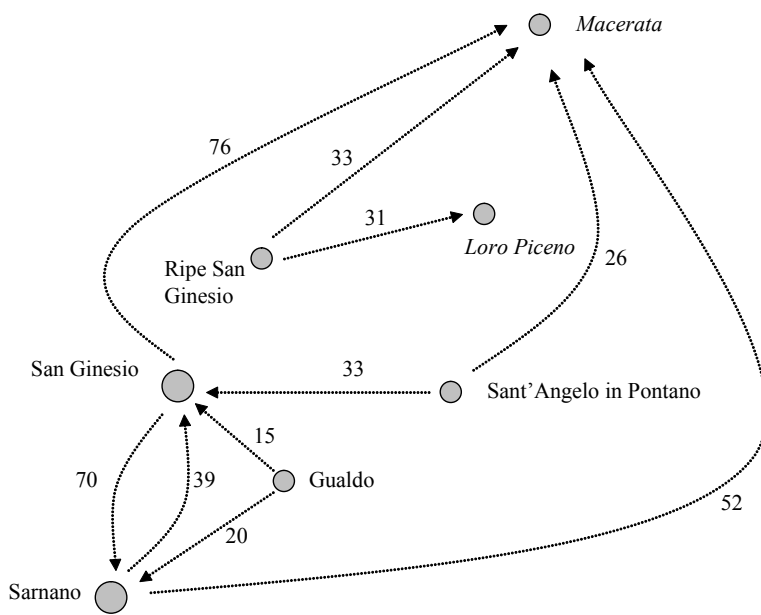 Macerata
76
33
31
Loro Piceno
Ripe San
Ginesio
26
San Ginesio
33
Sant’Angelo in Pontano
15
70
39
Gualdo
52
20
Sarnano